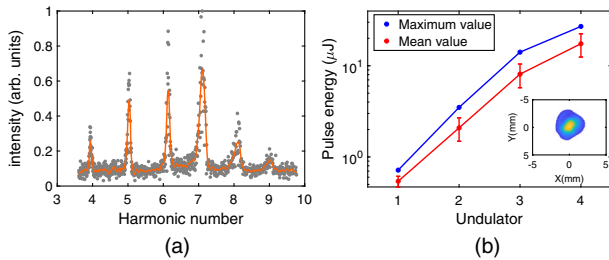 intensity (arb. units)
1
0.8
0.6
0.4
0.2
0
3 4 5 6 7 8 9 10
Harmonic number
(a)
Pulse energy (μJ)
10¹
10⁰
Maximum value
Mean value
1 2 3 4
Undulator
Y(mm)
-5
0
5
-5 0 5
X(mm)
(b)